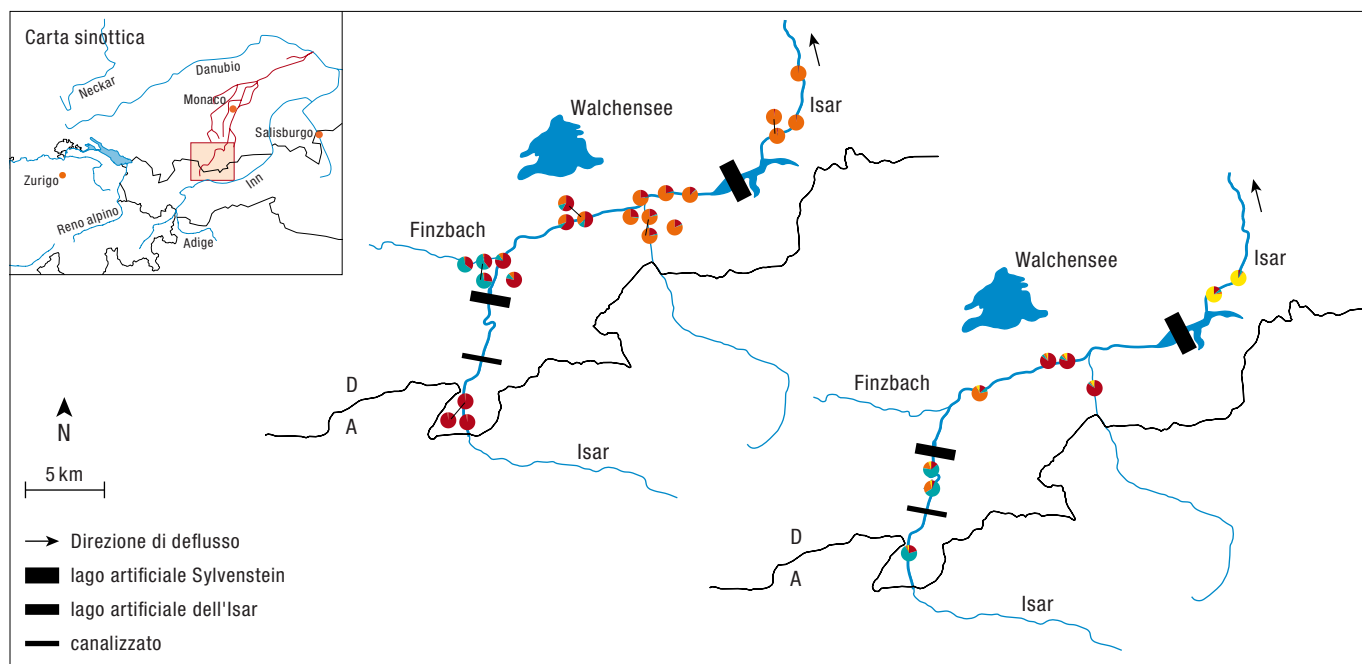 Carta sinottica
Neckar
Danubio
Monaco
Salisburgo
Zurigo
Inn
Reno alpino
Adige
Walchensee
Isar
Finzbach
D
A
Isar
N
5 km
Direzione di deflusso
lago artificiale Sylvenstein
lago artificiale dell'Isar
canalizzato
Walchensee
Isar
Finzbach
D
A
Isar